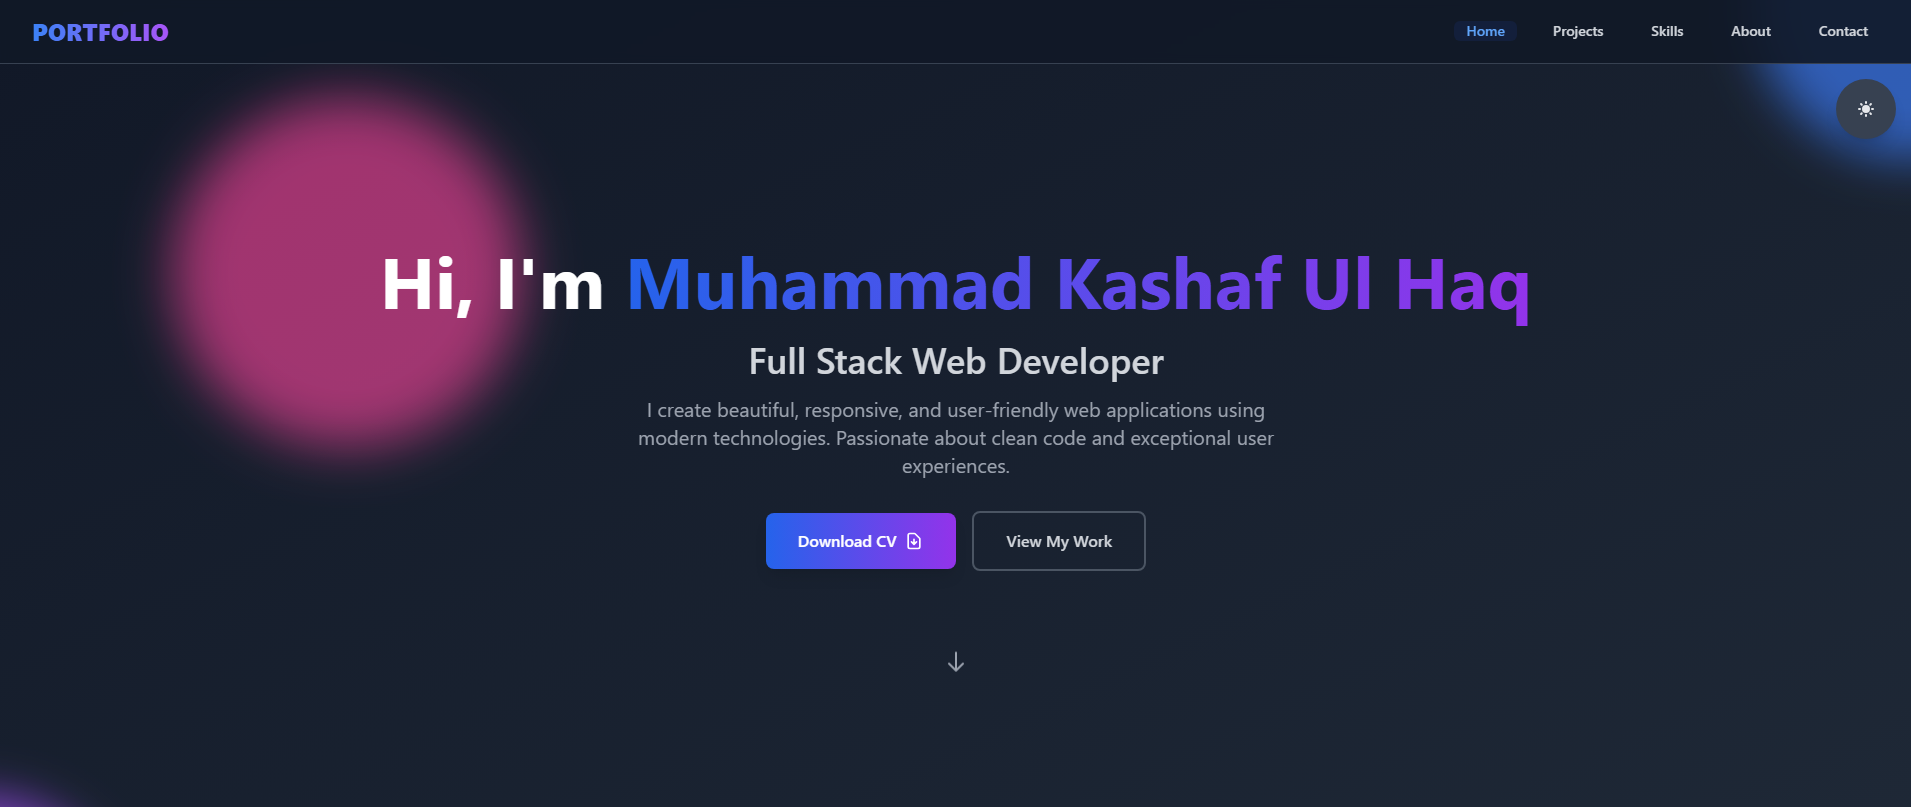 PORTFOLIO
Home Projects Skills About Contact
Hi, I'm Muhammad Kashaf Ul Haq
Full Stack Web Developer
I create beautiful, responsive, and user-friendly web applications using
modern technologies. Passionate about clean code and exceptional user
experiences.
Download CV
View My Work